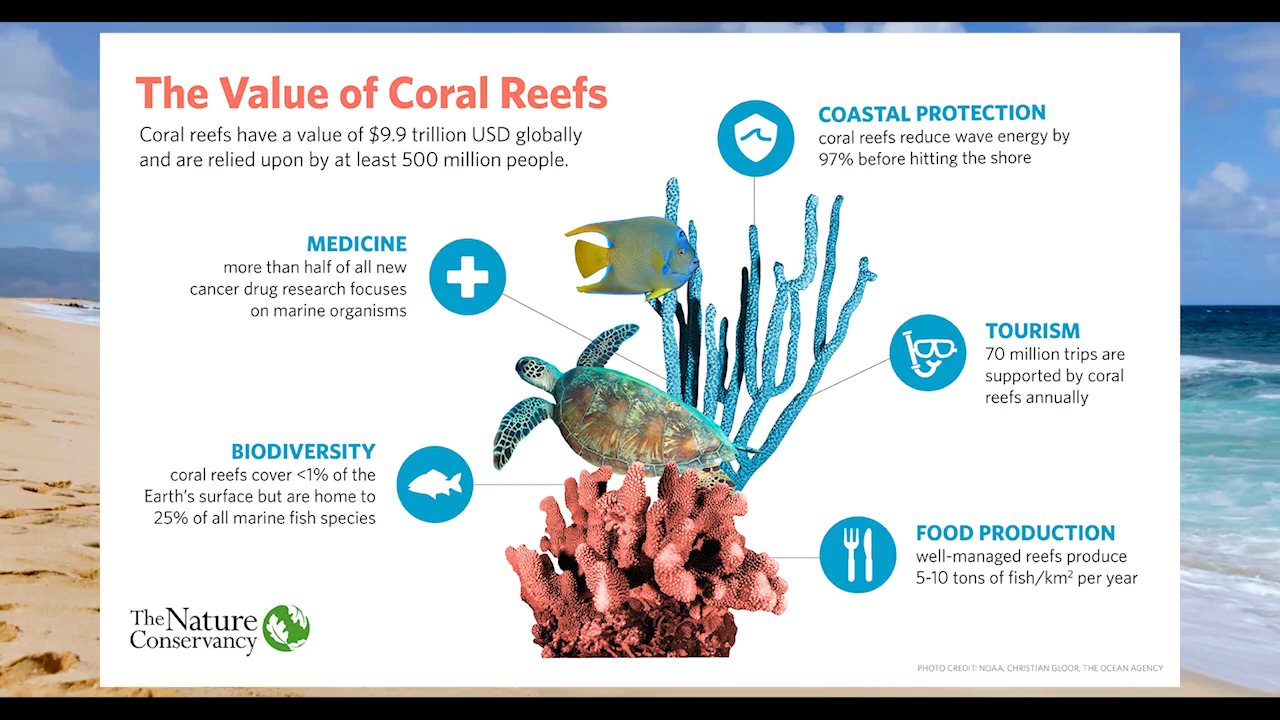 The Value of Coral Reefs
Coral reefs have a value of $9.9 trillion USD globally
and are relied upon by at least 500 million people.
COASTAL PROTECTION
coral reefs reduce wave energy by
97% before hitting the shore
MEDICINE
more than half of all new
cancer drug research focuses
on marine organisms
TOURISM
70 million trips are
supported by coral
reefs annually
BIODIVERSITY
coral reefs cover <1% of the
Earth's surface but are home to
25% of all marine fish species
FOOD PRODUCTION
well-managed reefs produce
5-10 tons of fish/km² per year
The Nature
Conservancy
PHOTO CREDIT: NOAA, CHRISTIAN GLOOR, THE OCEAN AGENCY